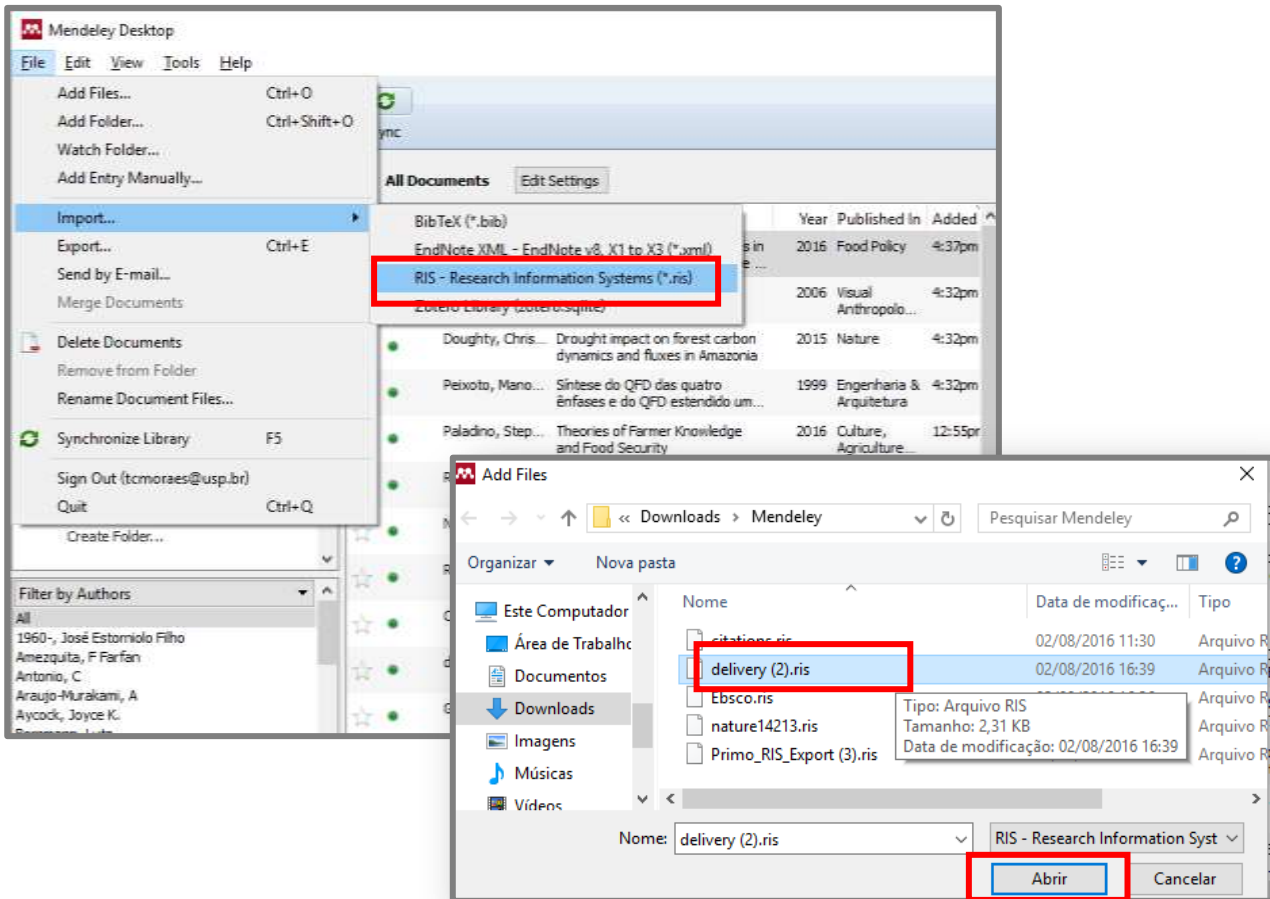 Mendeley Desktop
File Edit View Tools Help
Add Files... Ctrl+O
Add Folder... Ctrl+Shift+O
Watch Folder...
Add Entry Manually...
Import...
Export... Ctrl+E
Send by E-mail...
Merge Documents
Delete Documents
Remove from Folder
Rename Document Files...
Synchronize Library F5
Sign Out (tcmoraes@usp.br)
Quit Ctrl+Q
Create Folder...
Filter by Authors
All
1960-, José Estorniolo Filho
Amezquita, F Farfan
Antonio, C
Araujo-Murakami, A
Aycock, Joyce K.
ync
All Documents Edit Settings
BibTeX (*.bib)
EndNote XML - EndNote v8, X1 to X3 (*.xml)
RIS - Research Information Systems (*.ris)
Zotero Library (zotero.sqlite)
Year Published In Added
s in 2016 Food Policy 4:37pm
e ...
2006 Visual 4:32pm
Anthropolo...
Doughty, Chris... Drought impact on forest carbon 2015 Nature 4:32pm
dynamics and fluxes in Amazonia
Peixoto, Mano... Síntese do QFD das quatro 1999 Engenharia & 4:32pm
ênfases e do QFD estendido um... Arquitetura
Paladino, Step... Theories of Farmer Knowledge 2016 Culture, 12:55pr
and Food Security Agriculture...
Add Files
« Downloads > Mendeley Pesquisar Mendeley
Organizar Nova pasta
Este Computador
Área de Trabalho
Documentos
Downloads
Imagens
Músicas
Vídeos
Nome Data de modificaç... Tipo
citations.ris 02/08/2016 11:30 Arquivo R
delivery (2).ris 02/08/2016 16:39 Arquivo R
Ebsco.ris Arquivo R
nature14213.ris Arquivo R
Primo_RIS_Export (3).ris Arquivo R
Tipo: Arquivo RIS
Tamanho: 2,31 KB
Data de modificação: 02/08/2016 16:39
Nome: delivery (2).ris RIS - Research Information Syst
Abrir Cancelar